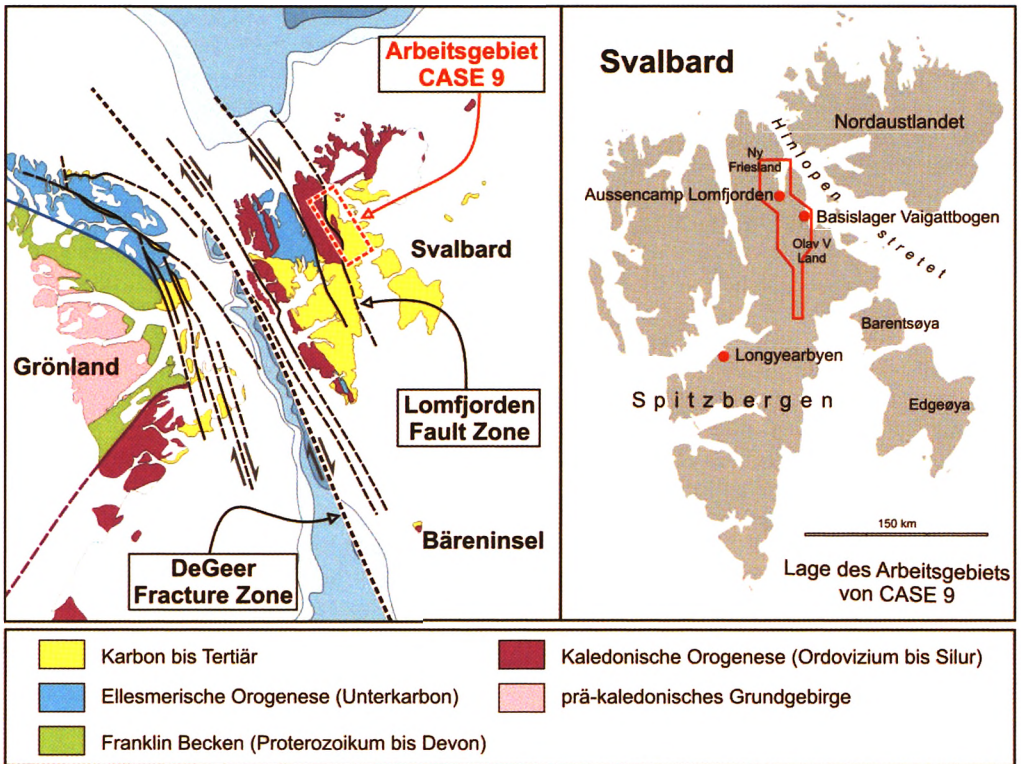 Arbeitsgebiet
CASE 9
Svalbard
Grönland
Lomfjorden
Fault Zone
DeGeer
Fracture Zone
Bäreninsel
Svalbard
Nordaustlandet
Hinlopen
stretet
Ny
Friesland
Aussencamp Lomfjorden
Basislager Vaigattbogen
Olav V
Land
Barentsøya
Longyearbyen
Spitzbergen
Edgeøya
150 km
Lage des Arbeitsgebiets
von CASE 9
Karbon bis Tertiär
Ellesmerische Orogenese (Unterkarbon)
Franklin Becken (Proterozoikum bis Devon)
Kaledonische Orogenese (Ordovizium bis Silur)
prä-kaledonisches Grundgebirge